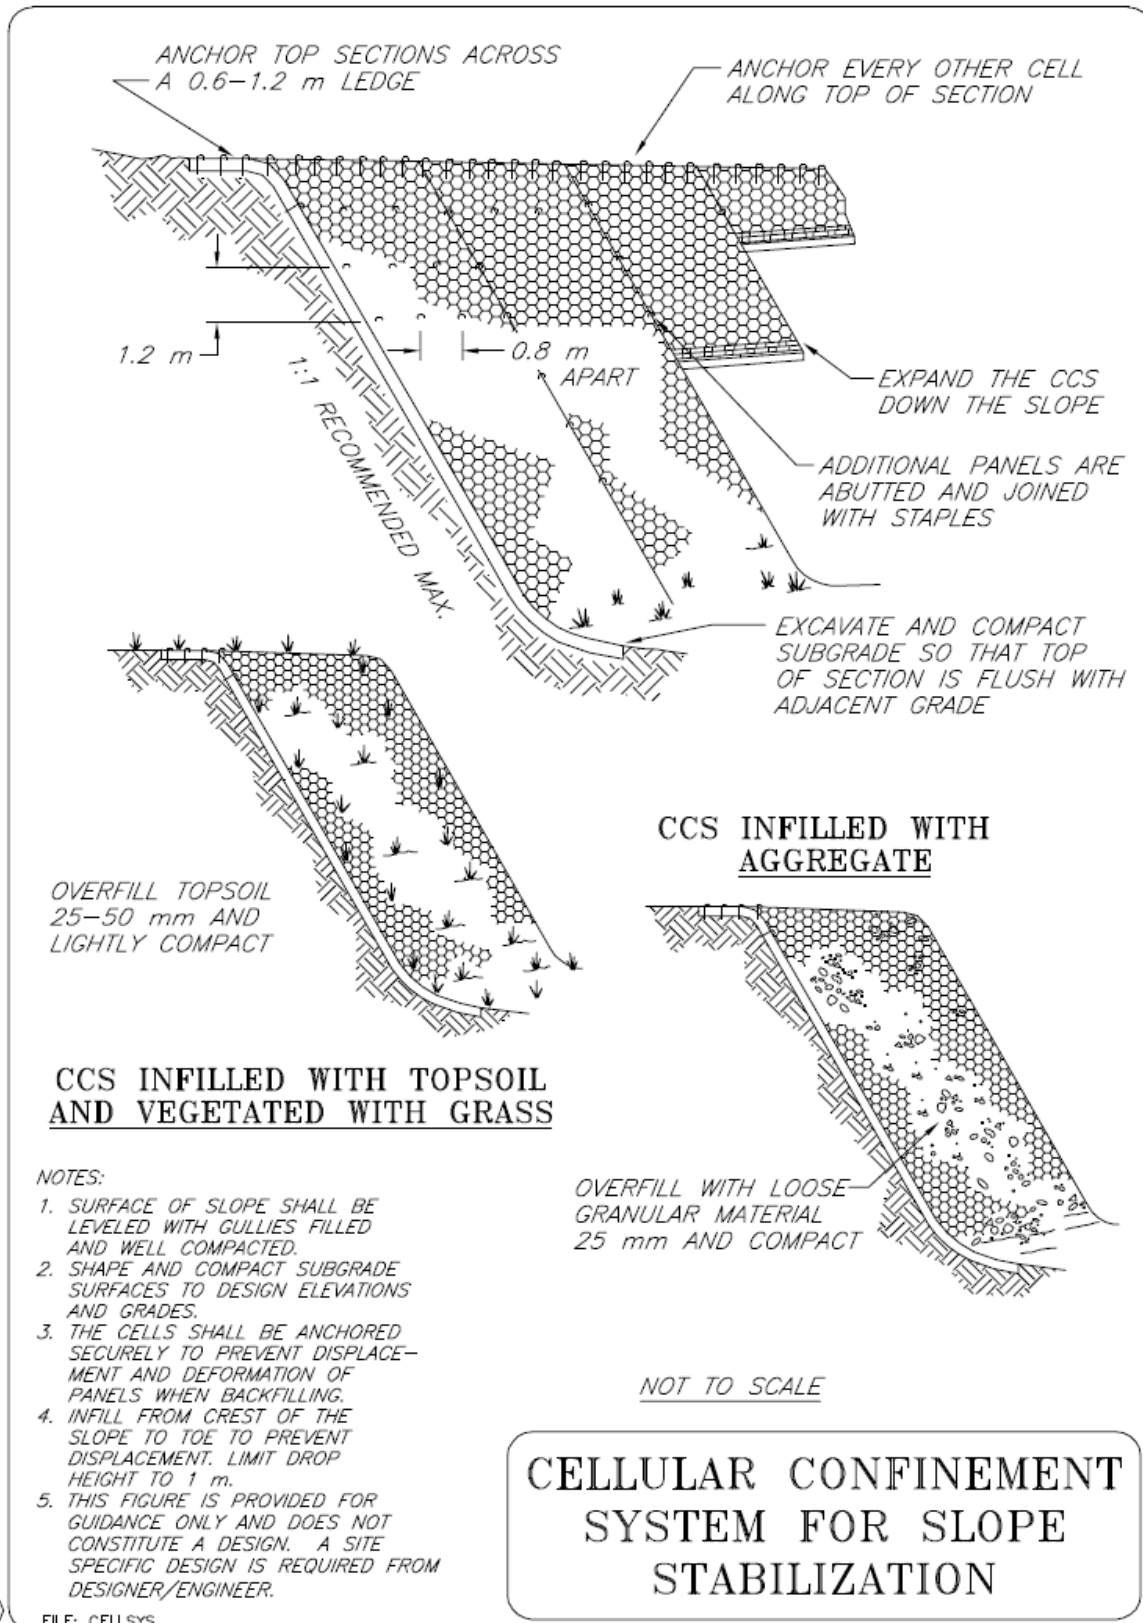 ANCHOR TOP SECTIONS ACROSS
A 0.6–1.2 m LEDGE
ANCHOR EVERY OTHER CELL
ALONG TOP OF SECTION
1.2 m
0.8 m
APART
1:1 RECOMMENDED MAX.
EXPAND THE CCS
DOWN THE SLOPE
ADDITIONAL PANELS ARE
ABUTTED AND JOINED
WITH STAPLES
EXCAVATE AND COMPACT
SUBGRADE SO THAT TOP
OF SECTION IS FLUSH WITH
ADJACENT GRADE
OVERFILL TOPSOIL
25–50 mm AND
LIGHTLY COMPACT
CCS INFILLED WITH TOPSOIL
AND VEGETATED WITH GRASS
CCS INFILLED WITH
AGGREGATE
OVERFILL WITH LOOSE
GRANULAR MATERIAL
25 mm AND COMPACT
NOTES:
1. SURFACE OF SLOPE SHALL BE
LEVELED WITH GULLIES FILLED
AND WELL COMPACTED.
2. SHAPE AND COMPACT SUBGRADE
SURFACES TO DESIGN ELEVATIONS
AND GRADES.
3. THE CELLS SHALL BE ANCHORED
SECURELY TO PREVENT DISPLACE–
MENT AND DEFORMATION OF
PANELS WHEN BACKFILLING.
4. INFILL FROM CREST OF THE
SLOPE TO TOE TO PREVENT
DISPLACEMENT. LIMIT DROP
HEIGHT TO 1 m.
5. THIS FIGURE IS PROVIDED FOR
GUIDANCE ONLY AND DOES NOT
CONSTITUTE A DESIGN. A SITE
SPECIFIC DESIGN IS REQUIRED FROM
DESIGNER/ENGINEER.
FILE: CELLSYS
NOT TO SCALE
CELLULAR CONFINEMENT
SYSTEM FOR SLOPE
STABILIZATION